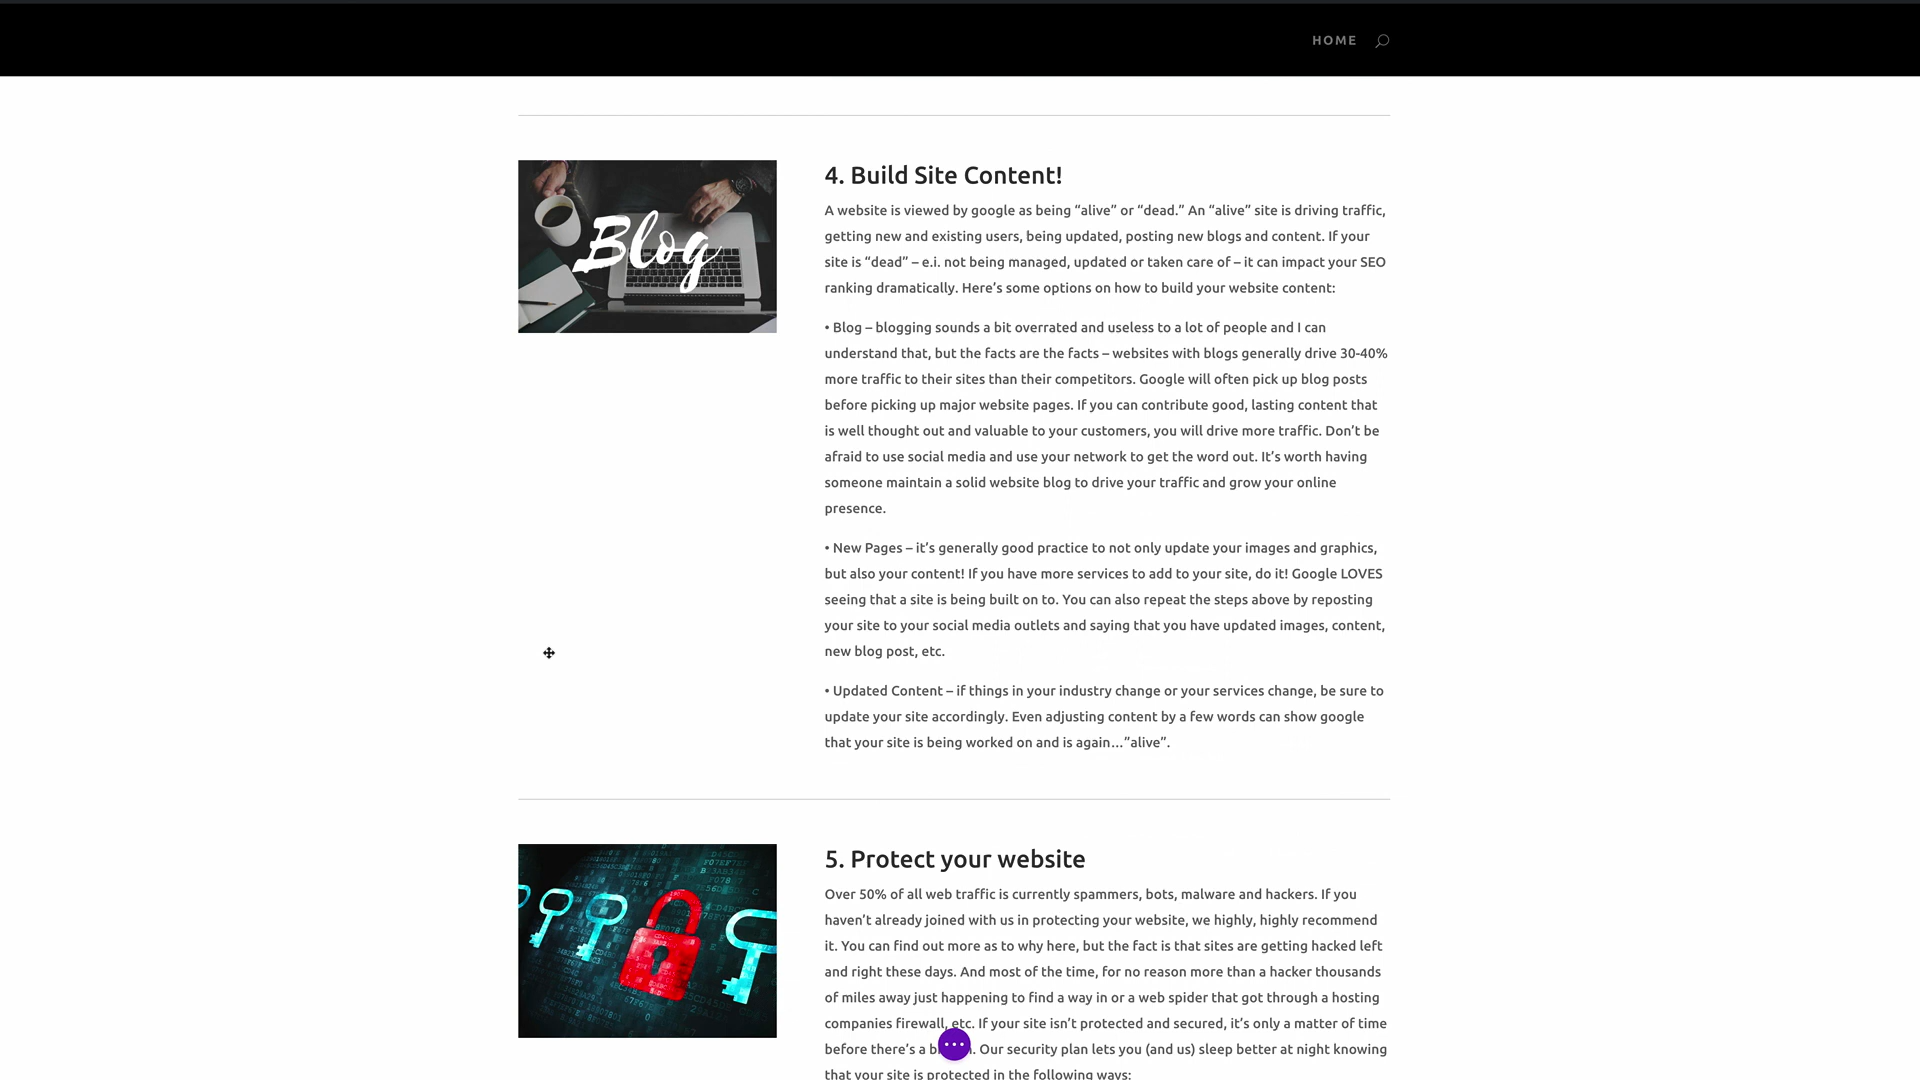 HOME
Blog
4. Build Site Content!
A website is viewed by google as being “alive” or “dead.” An “alive” site is driving traffic,
getting new and existing users, being updated, posting new blogs and content. If your
site is “dead” – e.i. not being managed, updated or taken care of – it can impact your SEO
ranking dramatically. Here’s some options on how to build your website content:
• Blog – blogging sounds a bit overrated and useless to a lot of people and I can
understand that, but the facts are the facts – websites with blogs generally drive 30-40%
more traffic to their sites than their competitors. Google will often pick up blog posts
before picking up major website pages. If you can contribute good, lasting content that
is well thought out and valuable to your customers, you will drive more traffic. Don’t be
afraid to use social media and use your network to get the word out. It’s worth having
someone maintain a solid website blog to drive your traffic and grow your online
presence.
• New Pages – it’s generally good practice to not only update your images and graphics,
but also your content! If you have more services to add to your site, do it! Google LOVES
seeing that a site is being built on to. You can also repeat the steps above by reposting
your site to your social media outlets and saying that you have updated images, content,
new blog post, etc.
• Updated Content – if things in your industry change or your services change, be sure to
update your site accordingly. Even adjusting content by a few words can show google
that your site is being worked on and is again…”alive”.
5. Protect your website
Over 50% of all web traffic is currently spammers, bots, malware and hackers. If you
haven’t already joined with us in protecting your website, we highly, highly recommend
it. You can find out more as to why here, but the fact is that sites are getting hacked left
and right these days. And most of the time, for no reason more than a hacker thousands
of miles away just happening to find a way in or a web spider that got through a hosting
companies firewall, etc. If your site isn’t protected and secured, it’s only a matter of time
before there’s a Our security plan lets you (and us) sleep better at night knowing
that your site is protected in the following ways: